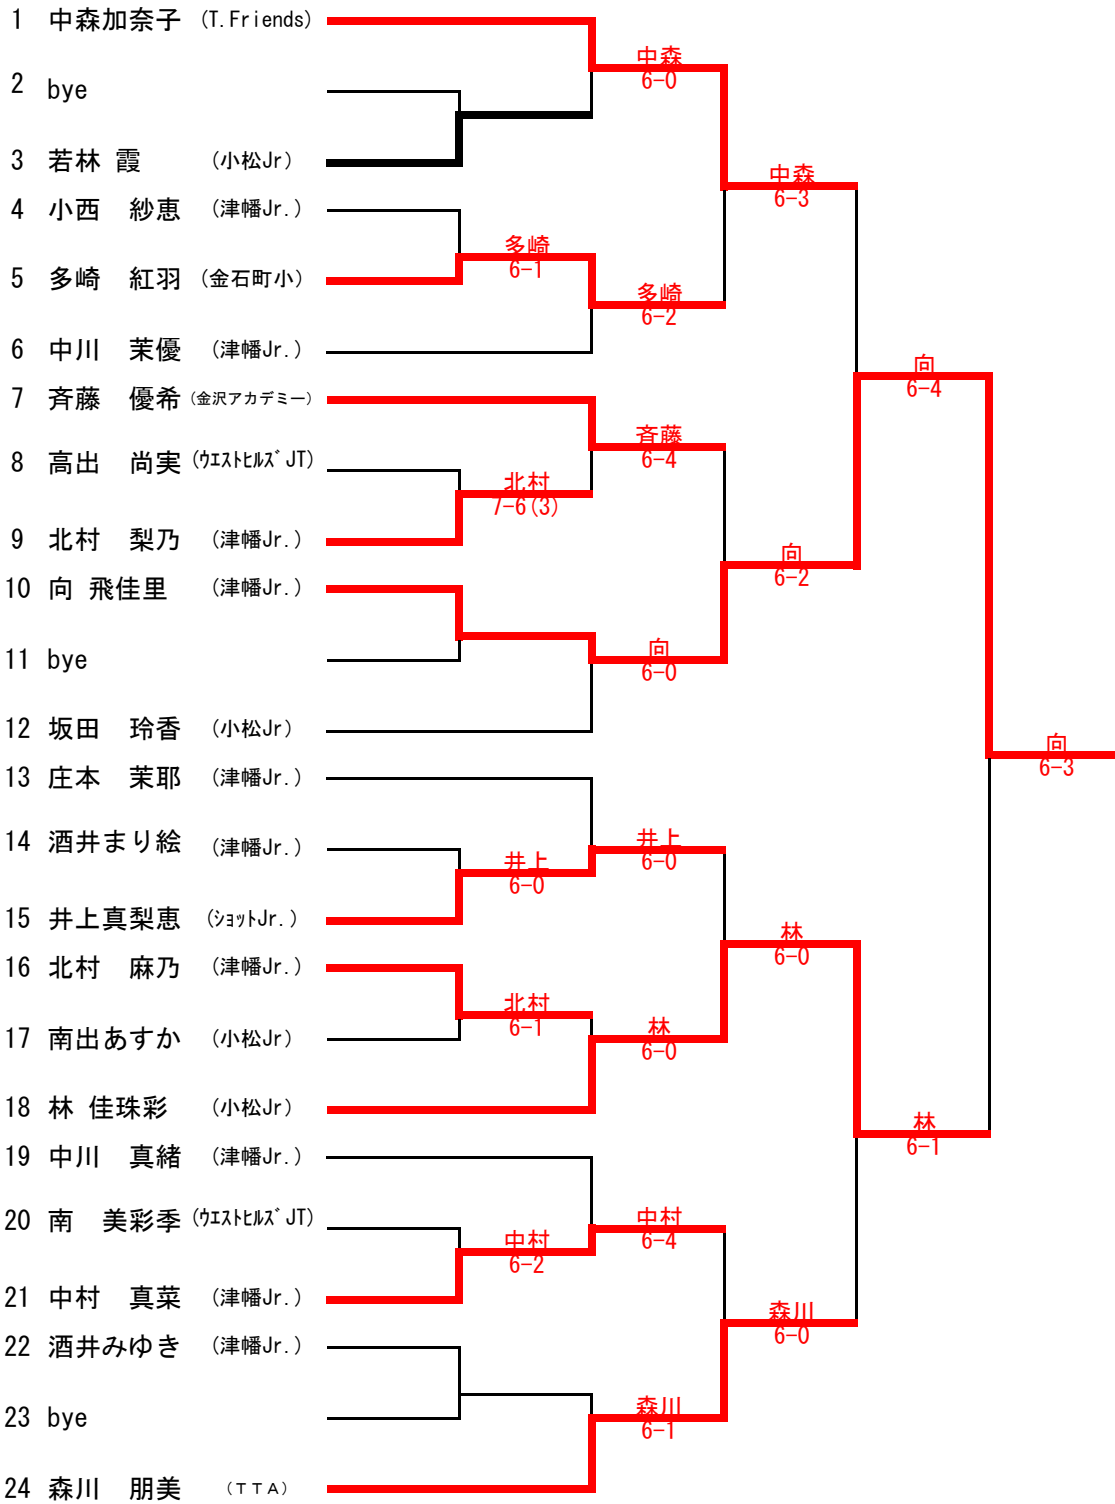 1 中森加奈子 (T.Friends)
中森
6-0
2 bye
3 若林 霞 (小松Jr)
中森
6-3
4 小西 紗恵 (津幡Jr.)
多崎
6-1
5 多崎 紅羽 (金石町小)
多崎
6-2
6 中川 茉優 (津幡Jr.)
向
6-4
7 斉藤 優希 (金沢アカデミー)
斉藤
6-4
8 高出 尚実 (ウエストヒルズJT)
北村
7-6(3)
9 北村 梨乃 (津幡Jr.)
向
6-2
10 向 飛佳里 (津幡Jr.)
11 bye
向
6-0
12 坂田 玲香 (小松Jr)
向
6-3
13 庄本 茉耶 (津幡Jr.)
14 酒井まり絵 (津幡Jr.)
井上
6-0
井上
6-0
15 井上真梨恵 (ショットJr.)
林
6-0
16 北村 麻乃 (津幡Jr.)
北村
6-1
17 南出あすか (小松Jr)
林
6-0
18 林 佳珠彩 (小松Jr)
林
6-1
19 中川 真緒 (津幡Jr.)
20 南 美彩季 (ウエストヒルズJT)
中村
6-4
中村
6-2
21 中村 真菜 (津幡Jr.)
森川
6-0
22 酒井みゆき (津幡Jr.)
23 bye
森川
6-1
24 森川 朋美 (TTA)